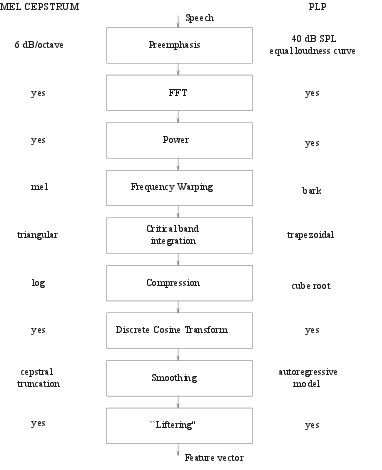 MEL CEPSTRUM
PLP
Speech
6 dB/octave
Preemphasis
40 dB SPL
equal loudness curve
yes
FFT
yes
yes
Power
yes
mel
Frequency Warping
bark
triangular
Critical band
integration
trapezoidal
log
Compression
cube root
yes
Discrete Cosine Transform
yes
cepstral
truncation
Smoothing
autoregressive
model
yes
``Liftering''
yes
Feature vector